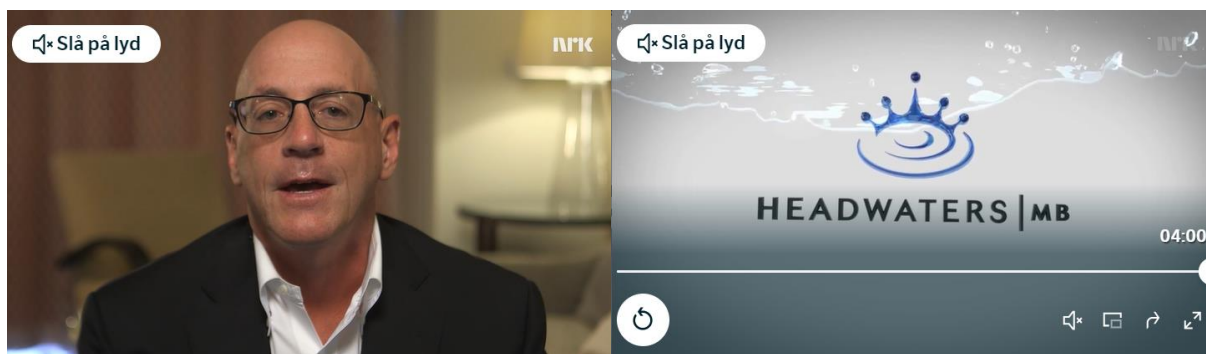 Slå på lyd
NRK
Slå på lyd
NRK
HEADWATERS | MB
04:00